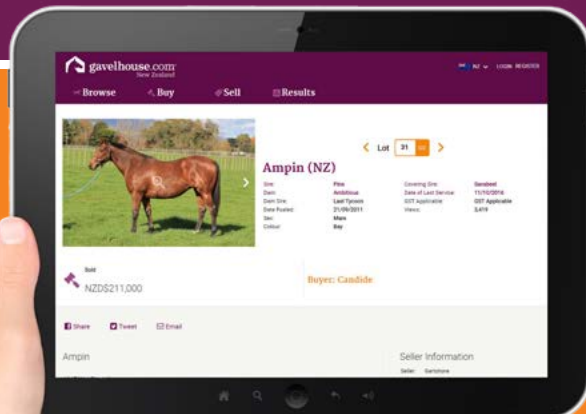 gavelhouse.com
New Zealand
NZ LOGIN REGISTER
Browse Buy Sell Results
Lot 31
Ampin (NZ)
Sire: Pins
Dam: Ambitious
Dam Sire: Last Tycoon
Date Foaled: 21/09/2011
Sex: Mare
Colour: Bay
Covering Sire:
Date of Last Service: 11/10/2016
GST Applicable: GST Applicable
Views: 3,419
Sold
NZD$211,000
Buyer: Candide
Share Tweet Email
Ampin
Seller Information
Seller: